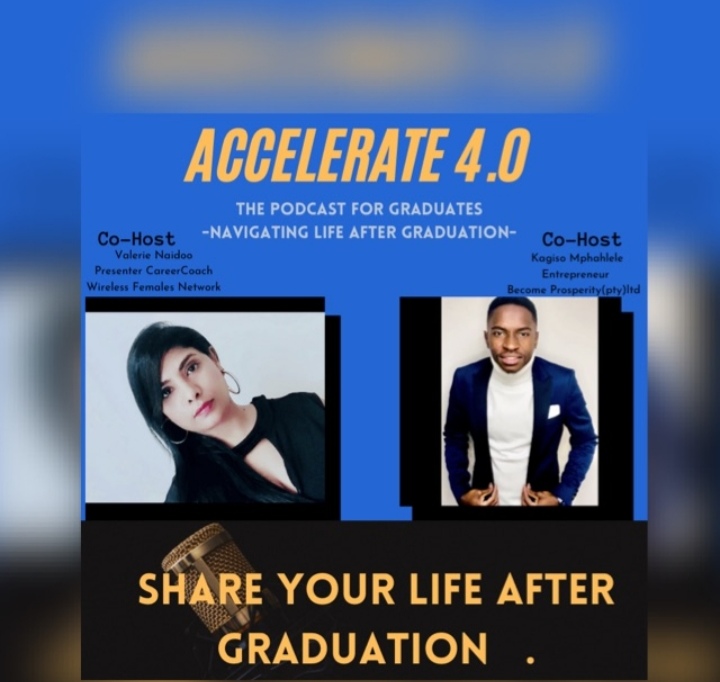 ACCELERATE 4.0
THE PODCAST FOR GRADUATES
-NAVIGATING LIFE AFTER GRADUATION-
Co-Host
Valerie Naidoo
Presenter CareerCoach
Wireless Females Network
Co-Host
Kagiso Mphahlele
Entrepreneur
Became Prosperity(pty)ltd
SHARE YOUR LIFE AFTER
GRADUATION .